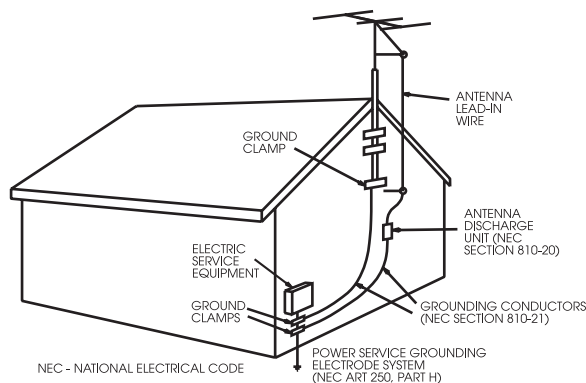 ANTENNA
LEAD-IN
WIRE
GROUND
CLAMP
ANTENNA
DISCHARGE
UNIT (NEC
SECTION 810-20)
ELECTRIC
SERVICE
EQUIPMENT
GROUND
CLAMPS
GROUNDING CONDUCTORS
(NEC SECTION 810-21)
POWER SERVICE GROUNDING
ELECTRODE SYSTEM
(NEC ART 250, PART H)
NEC - NATIONAL ELECTRICAL CODE